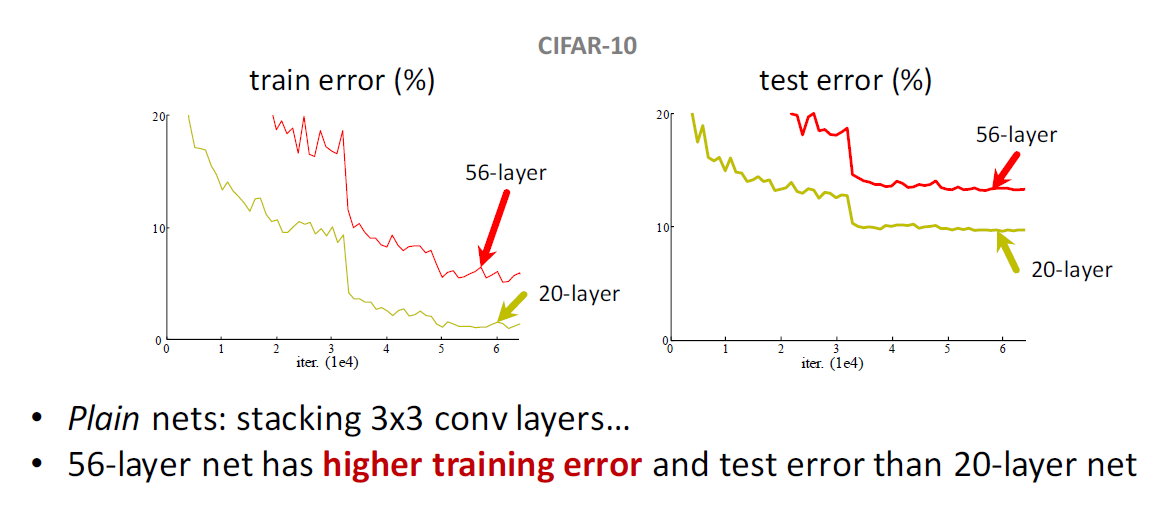 CIFAR-10
train error (%)
20
10
0
0 1 2 3 4 5 6
iter. (1e4)
56-layer
20-layer
test error (%)
20
10
0
0 1 2 3 4 5 6
iter. (1e4)
56-layer
20-layer
• Plain nets: stacking 3x3 conv layers…
• 56-layer net has higher training error and test error than 20-layer net